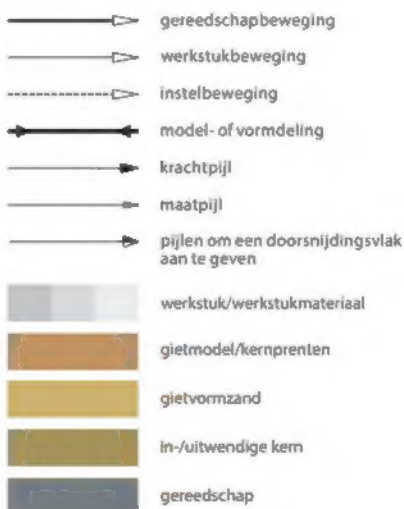 gereedschapbeweging
werkstukbeweging
instelbeweging
model- of vormdeling
krachtpijl
maatpijl
pijlen om een doorsnijdingsvlak
aan te geven
werkstuk/werkstukmateriaal
gietmodel/kernprenten
gietvormzand
in-/uitwendige kern
gereedschap